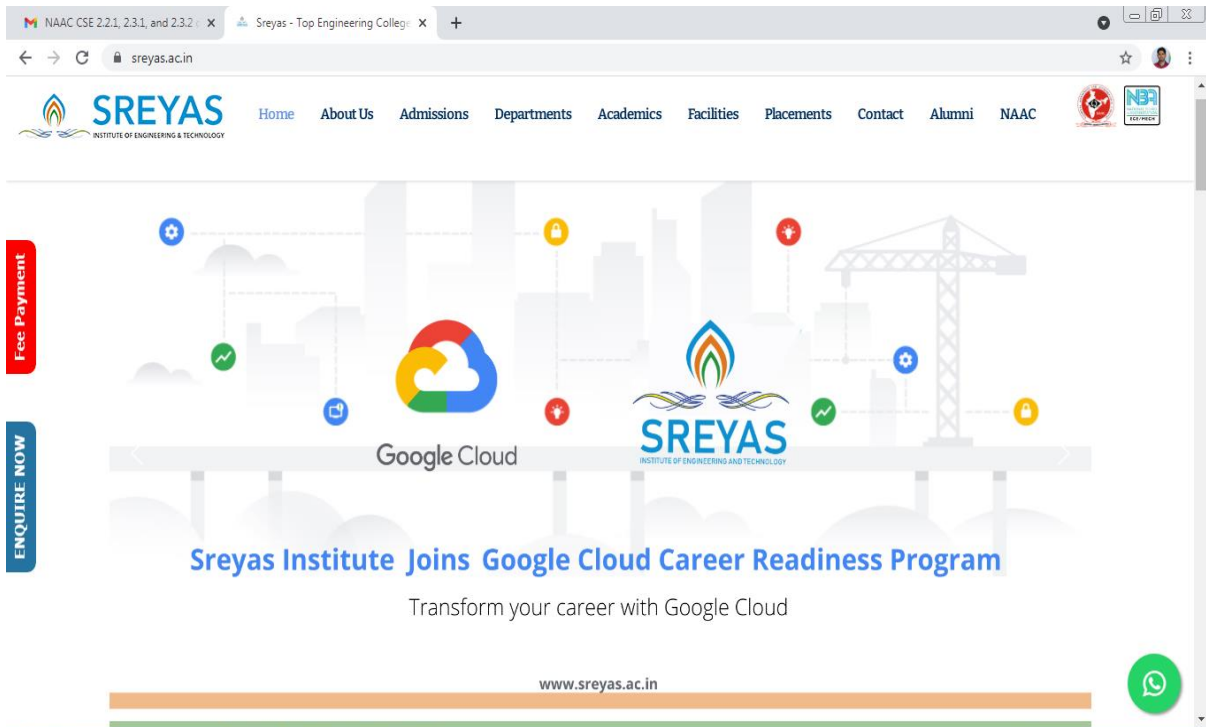 NAAC CSE 2.2.1, 2.3.1, and 2.3.2
Sreyas - Top Engineering College
sreyas.ac.in
SREYAS
INSTITUTE OF ENGINEERING & TECHNOLOGY
Home About Us Admissions Departments Academics Facilities Placements Contact Alumni NAAC
NBA
ECE/MECH
Fee Payment
ENQUIRE NOW
Google Cloud
SREYAS
INSTITUTE OF ENGINEERING AND TECHNOLOGY
Sreyas Institute Joins Google Cloud Career Readiness Program
Transform your career with Google Cloud
www.sreyas.ac.in